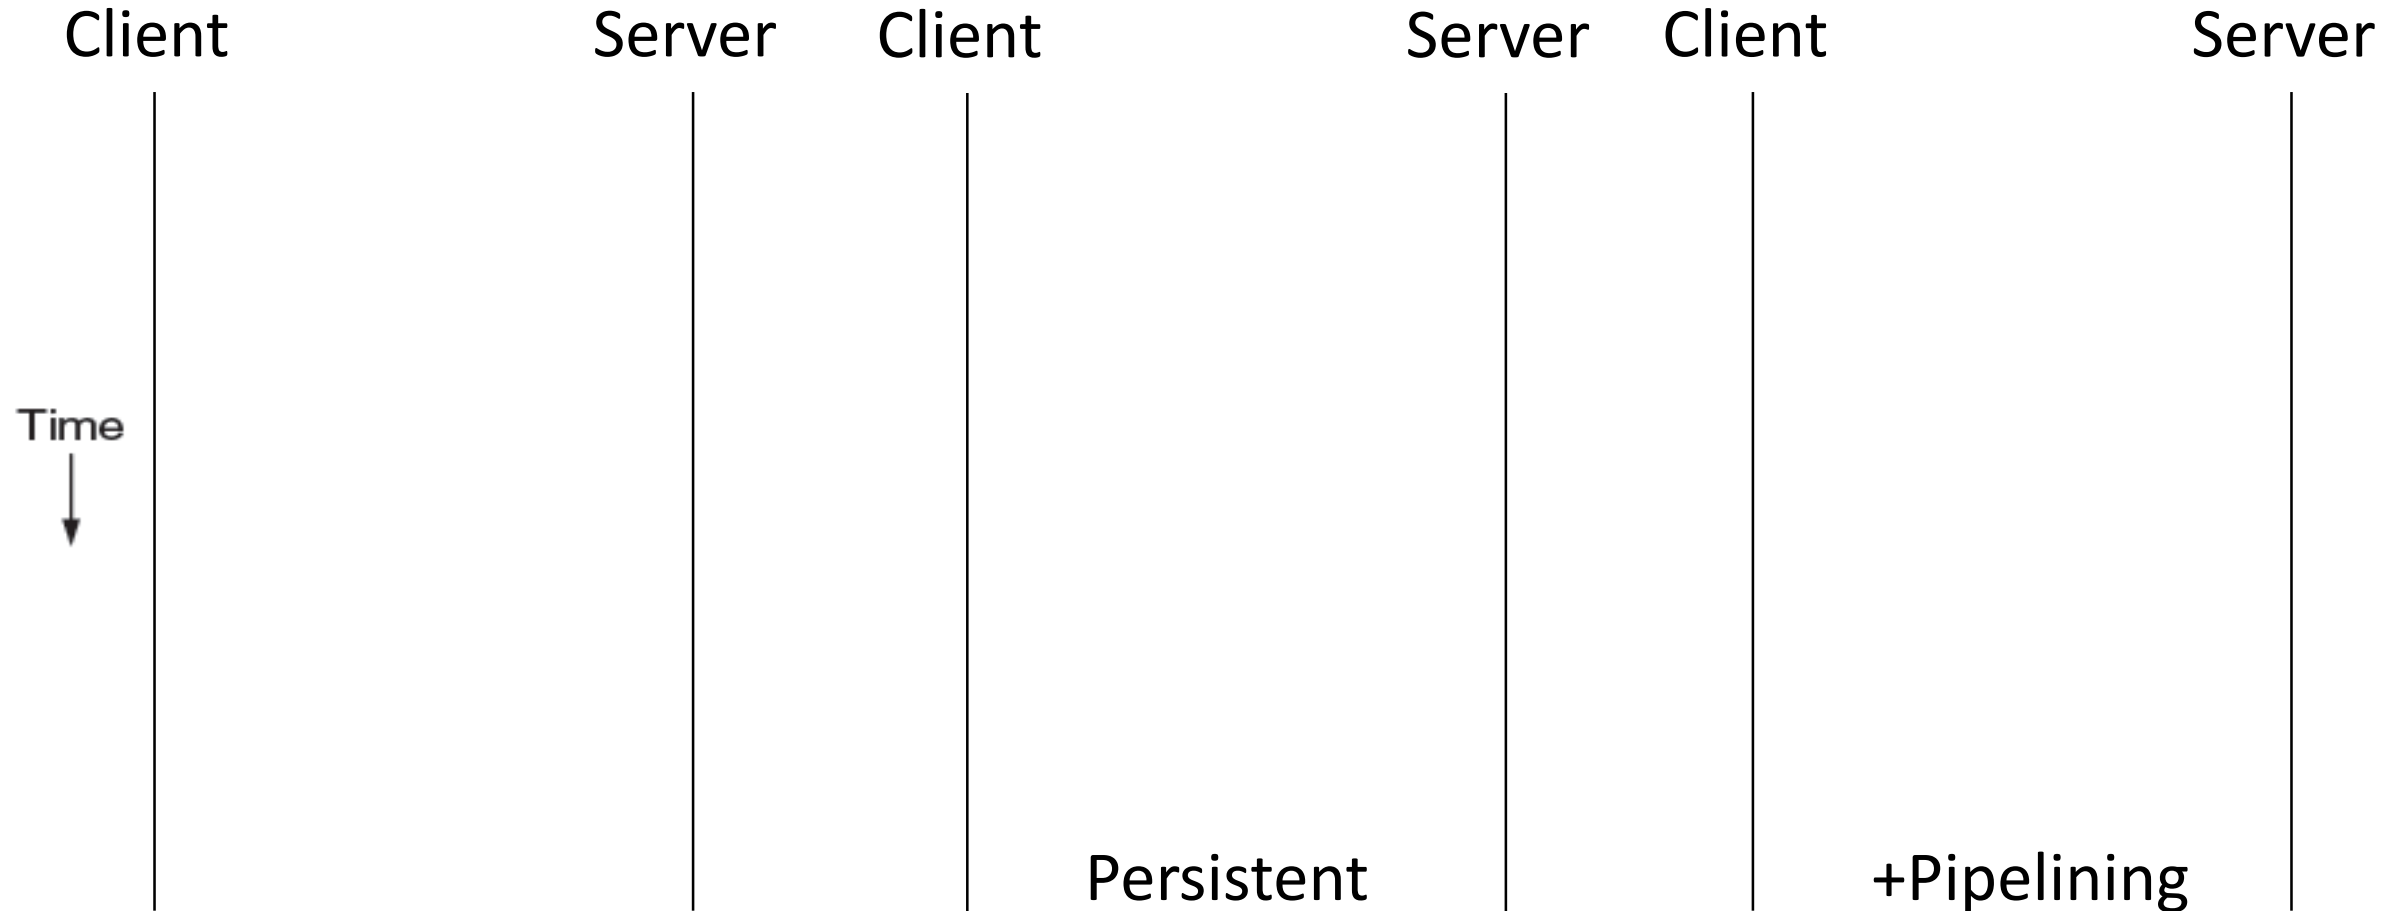 Client Server Client Server Client Server
Time
Persistent +Pipelining